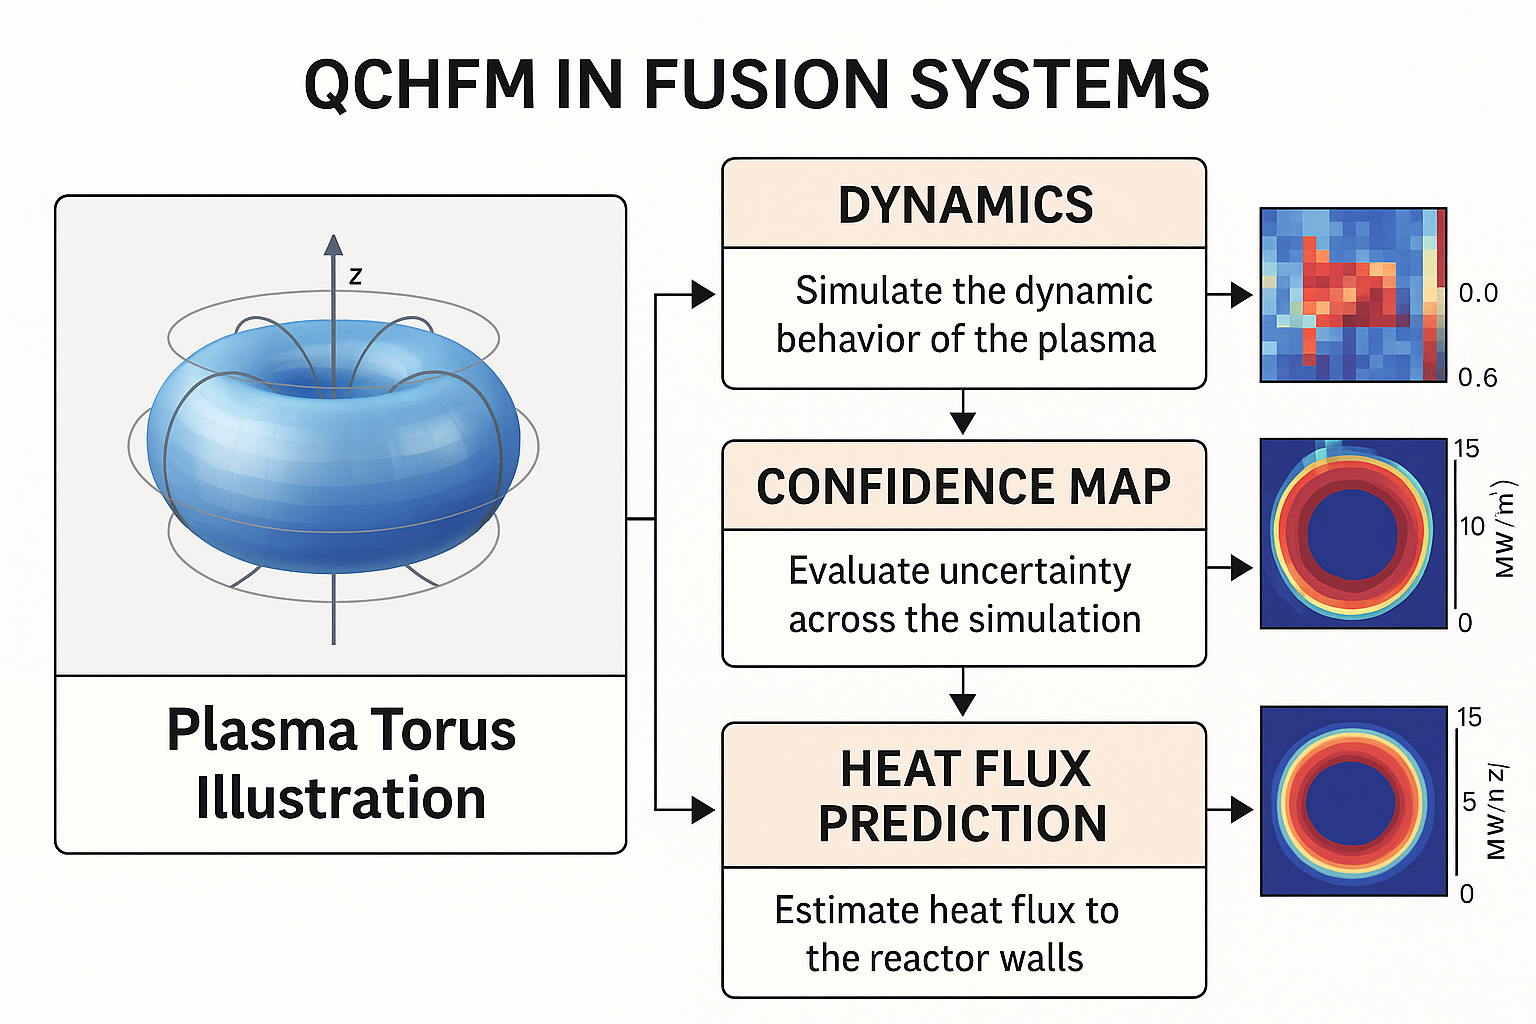 QCHFM IN FUSION SYSTEMS
z
Plasma Torus
Illustration
DYNAMICS
Simulate the dynamic
behavior of the plasma
0.0
0.6
CONFIDENCE MAP
Evaluate uncertainty
across the simulation
15
10
0
MW/m
HEAT FLUX
PREDICTION
Estimate heat flux to
the reactor walls
15
5
0
MW/n z/